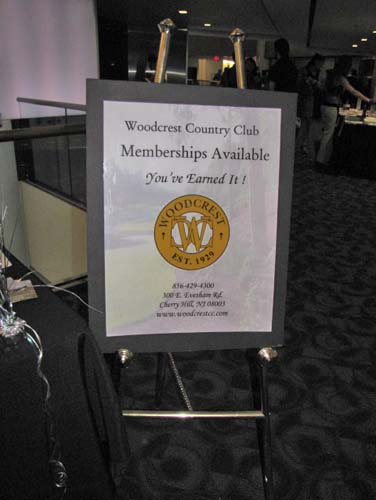 Woodcrest Country Club
Memberships Available
You've Earned It !
WOODCREST
W
EST. 1929
856-429-4300
300 E. Evesham Rd.
Cherry Hill, NJ 08003
www.woodcrestcc.com